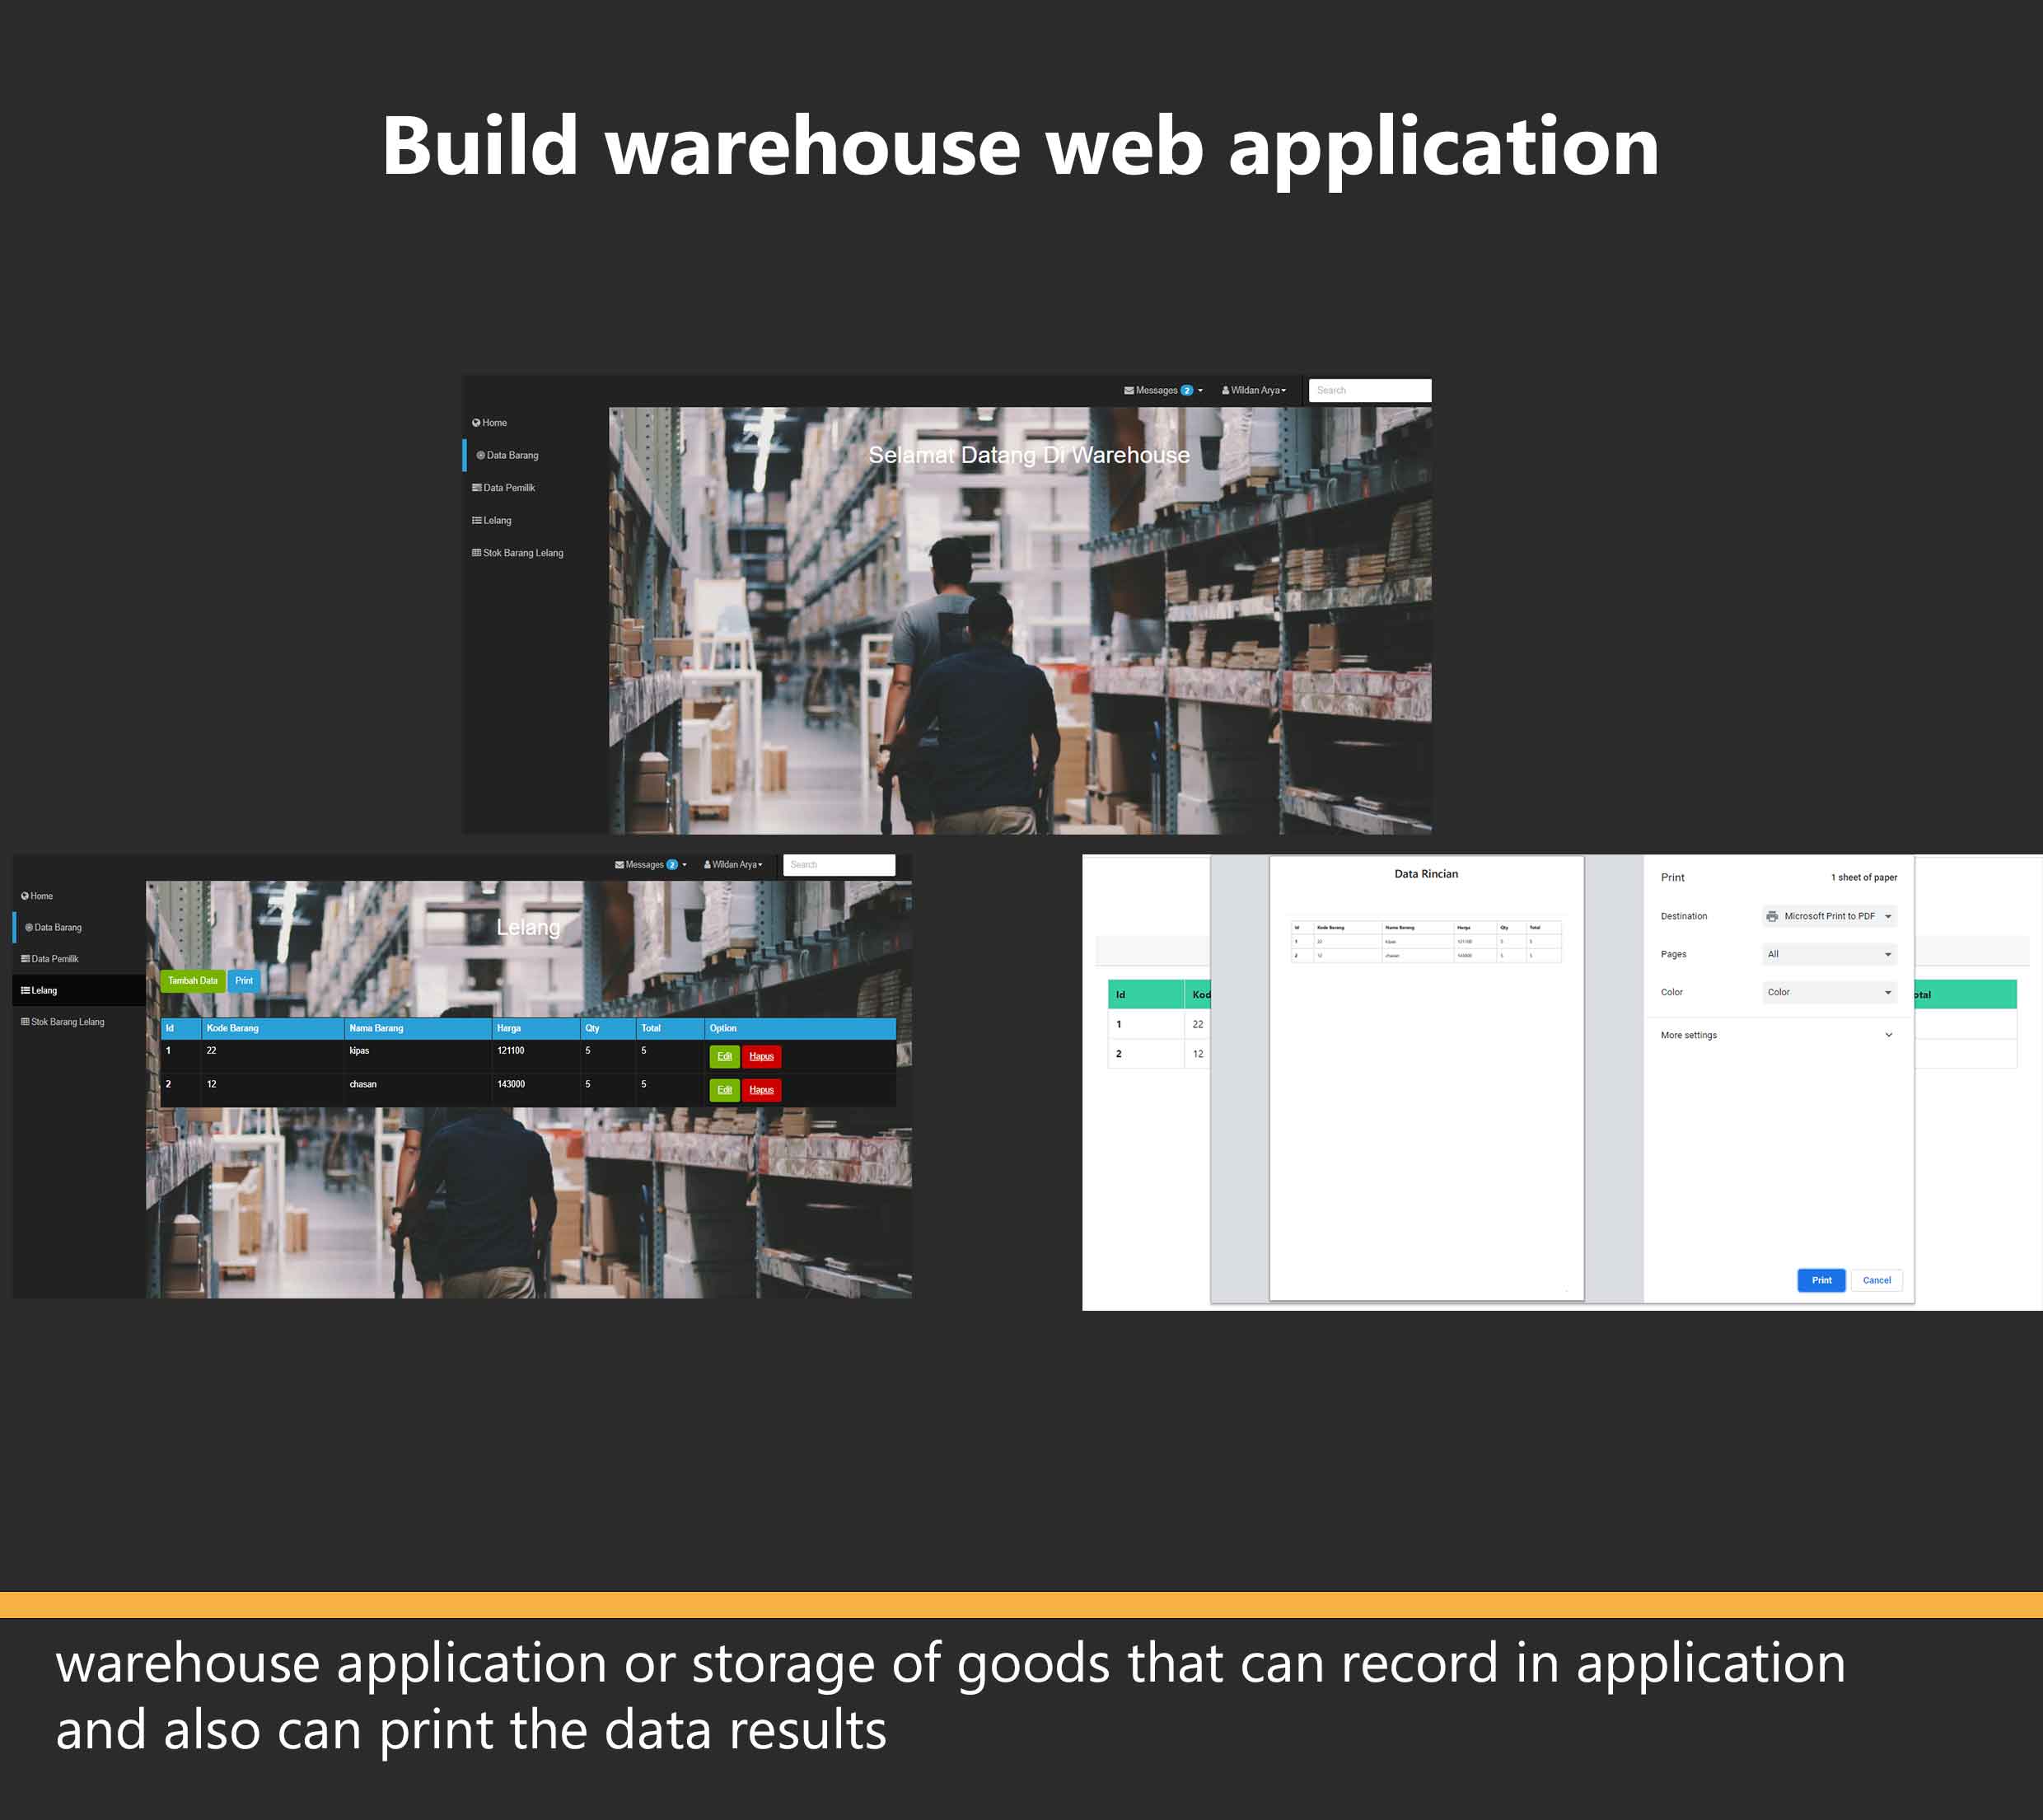 Build warehouse web application
Messages 2 Wildan Arya Search
Home
Data Barang
Data Pemilik
Lelang
Stok Barang Lelang
Selamat Datang Di Warehouse
Messages 2 Wildan Arya Search
Home
Data Barang
Data Pemilik
Lelang
Stok Barang Lelang
Lelang
Tambah Data Print
Id Kode Barang Nama Barang Harga Qty Total Option
1 22 kipas 121100 5 5 Edit Hapus
2 12 chasan 143000 5 5 Edit Hapus
Id Kod otal
1 22
2 12
Data Rincian
Id Kode Barang Nama Barang Harga Qty Total
1 22 kipas 121100 5 5
2 12 chasan 143000 5 5
Print 1 sheet of paper
Destination Microsoft Print to PDF
Pages All
Color Color
More settings
Print Cancel
warehouse application or storage of goods that can record in application
and also can print the data results